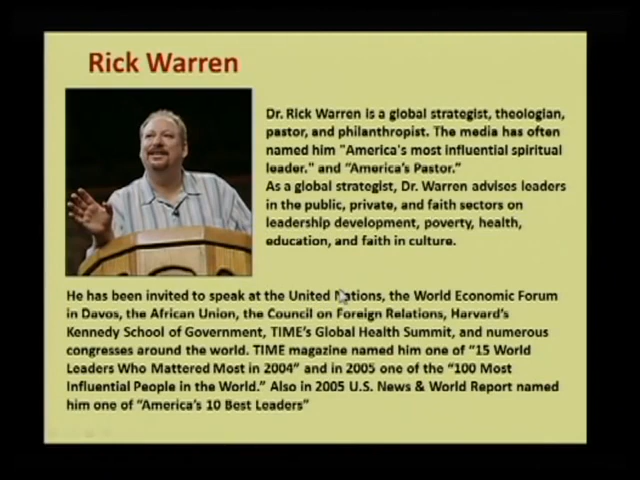 Rick Warren
Dr. Rick Warren is a global strategist, theologian,
pastor, and philanthropist. The media has often
named him "America's most influential spiritual
leader." and “America’s Pastor.”
As a global strategist, Dr. Warren advises leaders
in the public, private, and faith sectors on
leadership development, poverty, health,
education, and faith in culture.
He has been invited to speak at the United Nations, the World Economic Forum
in Davos, the African Union, the Council on Foreign Relations, Harvard’s
Kennedy School of Government, TIME’s Global Health Summit, and numerous
congresses around the world. TIME magazine named him one of “15 World
Leaders Who Mattered Most in 2004” and in 2005 one of the “100 Most
Influential People in the World.” Also in 2005 U.S. News & World Report named
him one of “America’s 10 Best Leaders”